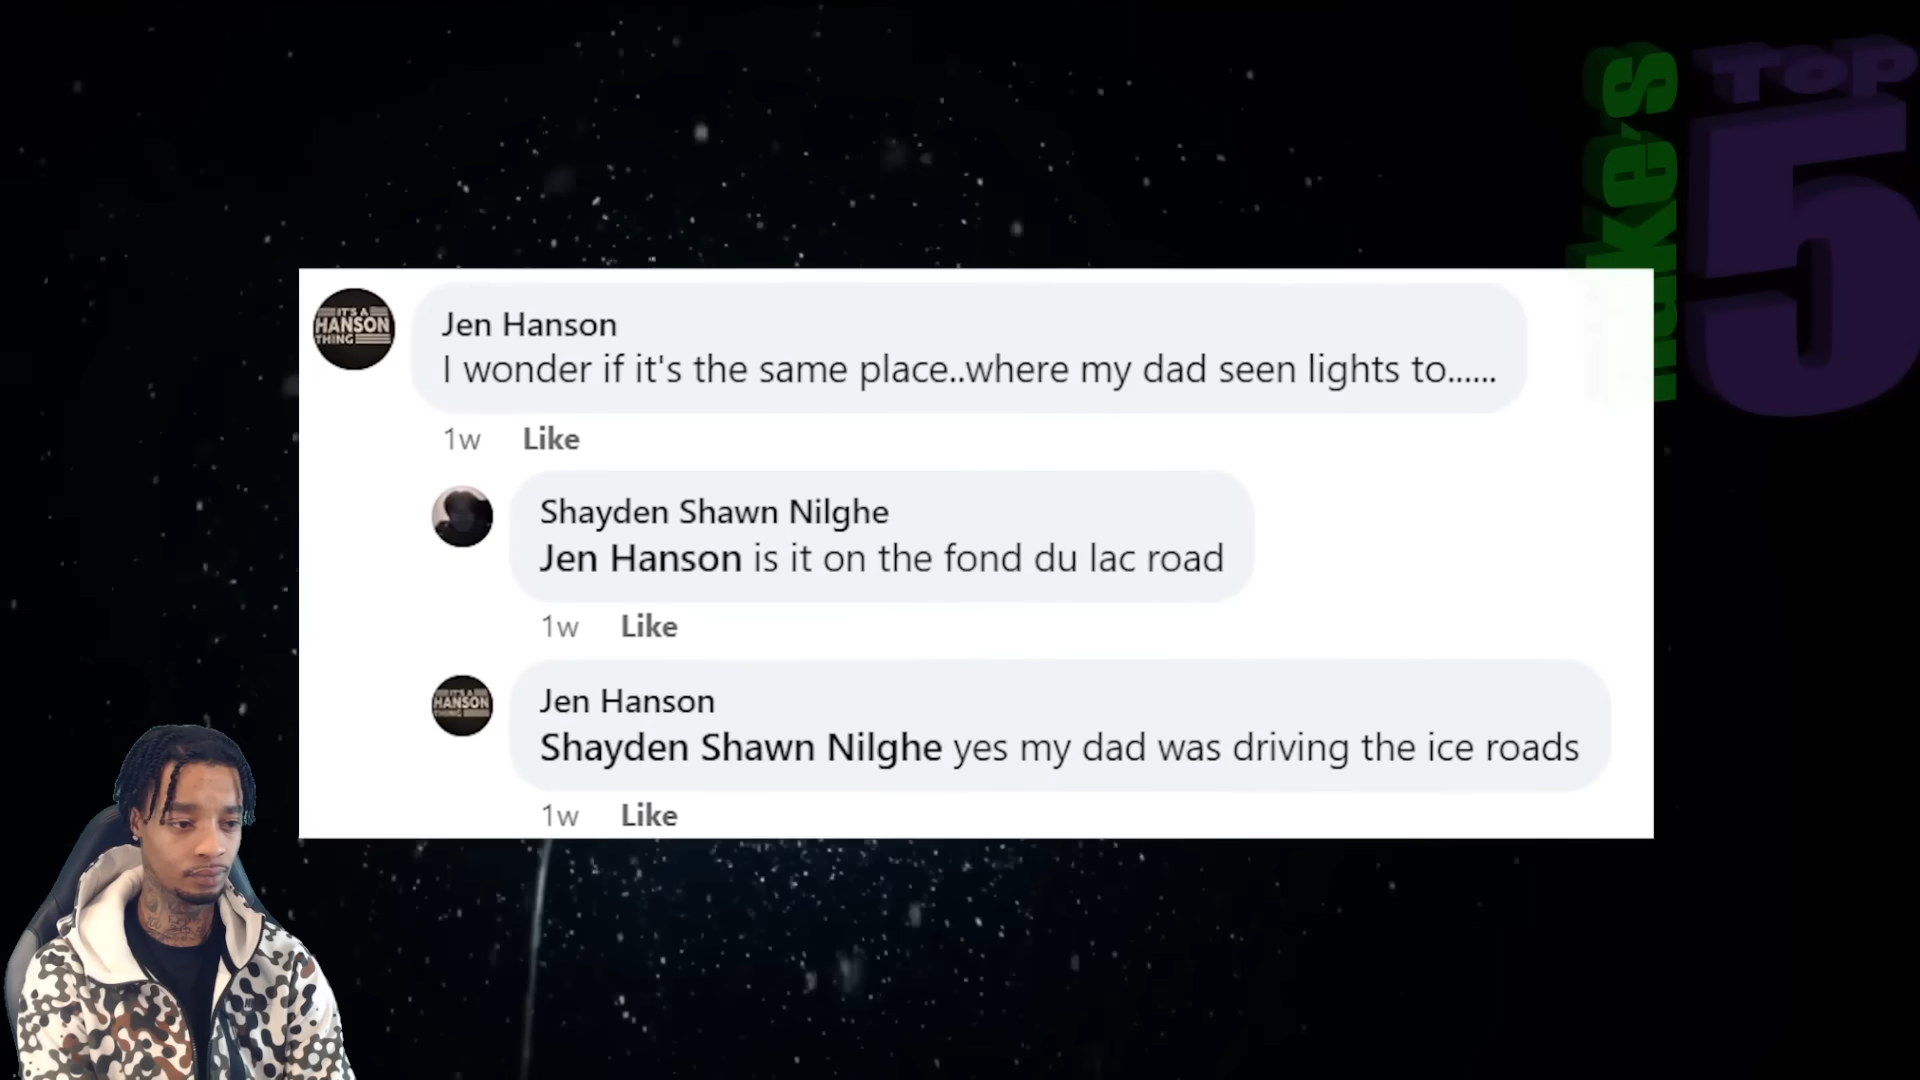 TOP
5
IT'S A
HANSON
THING
Jen Hanson
I wonder if it's the same place..where my dad seen lights to......
1w Like
Shayden Shawn Nilghe
Jen Hanson is it on the fond du lac road
1w Like
HANSON
Jen Hanson
Shayden Shawn Nilghe yes my dad was driving the ice roads
1w Like